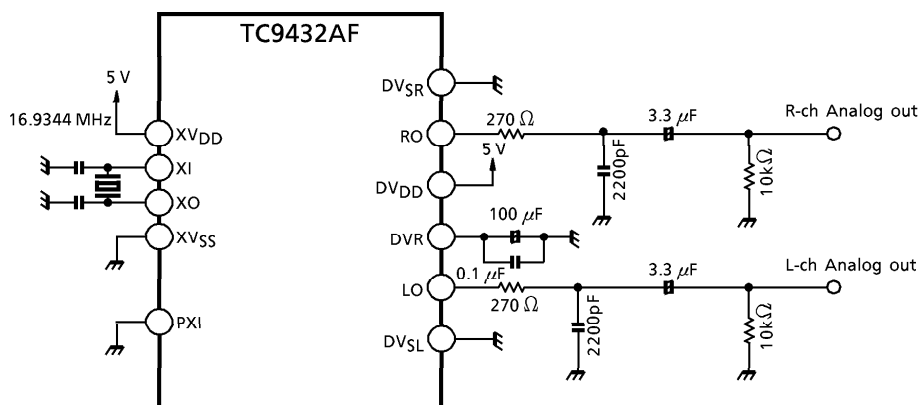 TC9432AF
5 V
16.9344 MHz
XVDD
XI
XO
XVSS
PXI
DVSR
RO
270 Ω
3.3 μF
R-ch Analog out
5 V
2200pF
10kΩ
DVDD
100 μF
DVR
0.1 μF
LO
270 Ω
3.3 μF
L-ch Analog out
2200pF
10kΩ
DVSL